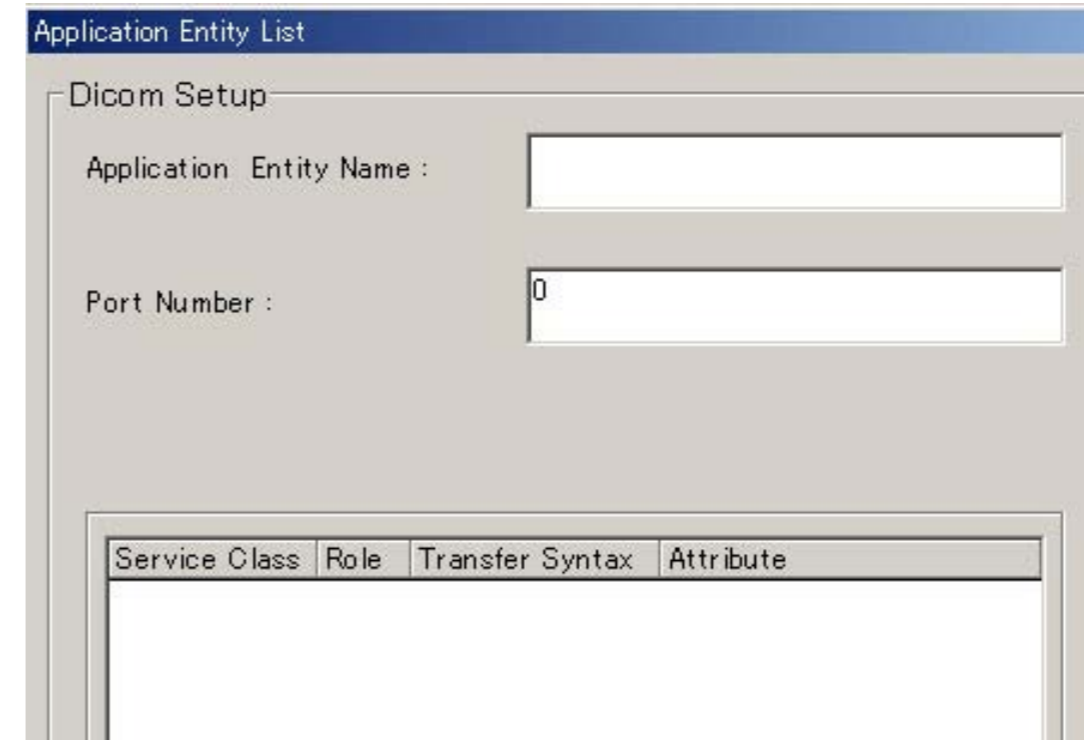 Application Entity List
Dicom Setup
Application Entity Name :
Port Number : 0
Service Class Role Transfer Syntax Attribute